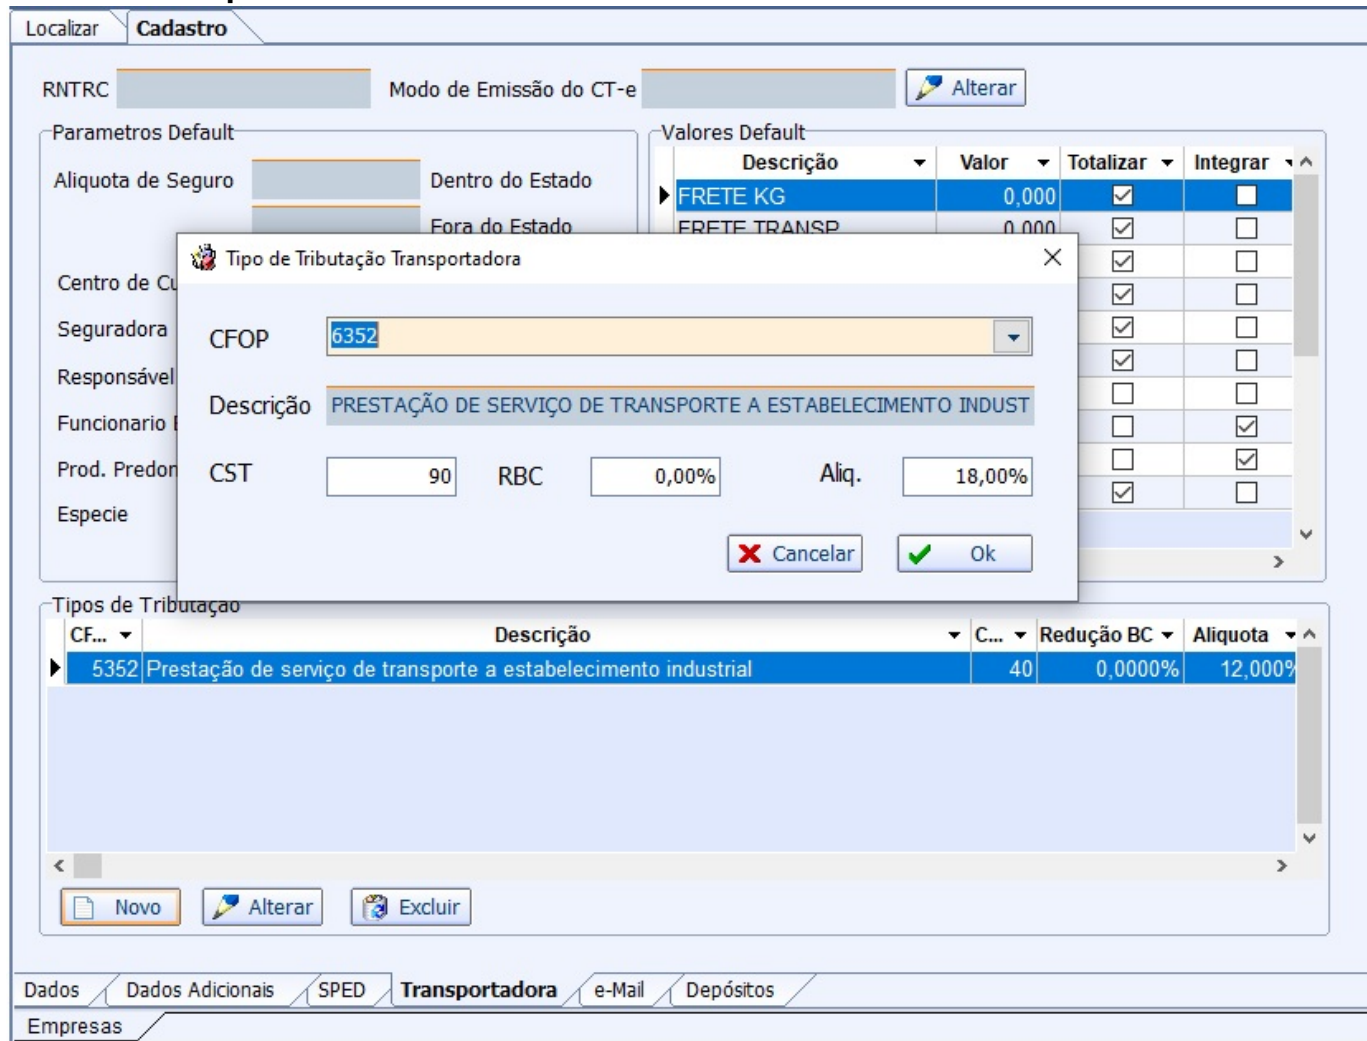 Localizar Cadastro
RNTRC Modo de Emissão do CT-e Alterar
Parametros Default
Valores Default
Descrição Valor Totalizar Integrar
Aliquota de Seguro Dentro do Estado
FRETE KG 0,000
Fora do Estado
FRETE TRANSP 0,000
Tipo de Tributação Transportadora
Centro de Cu
Seguradora
Responsável
Funcionario
Prod. Predon
Especie
CFOP 6352
Descrição PRESTAÇÃO DE SERVIÇO DE TRANSPORTE A ESTABELECIMENTO INDUST
CST 90 RBC 0,00% Aliq. 18,00%
Cancelar Ok
Tipos de Tributação
CF... Descrição C... Redução BC Aliquota
5352 Prestação de serviço de transporte a estabelecimento industrial 40 0,0000% 12,000%
Novo Alterar Excluir
Dados Dados Adicionais SPED Transportadora e-Mail Depósitos
Empresas